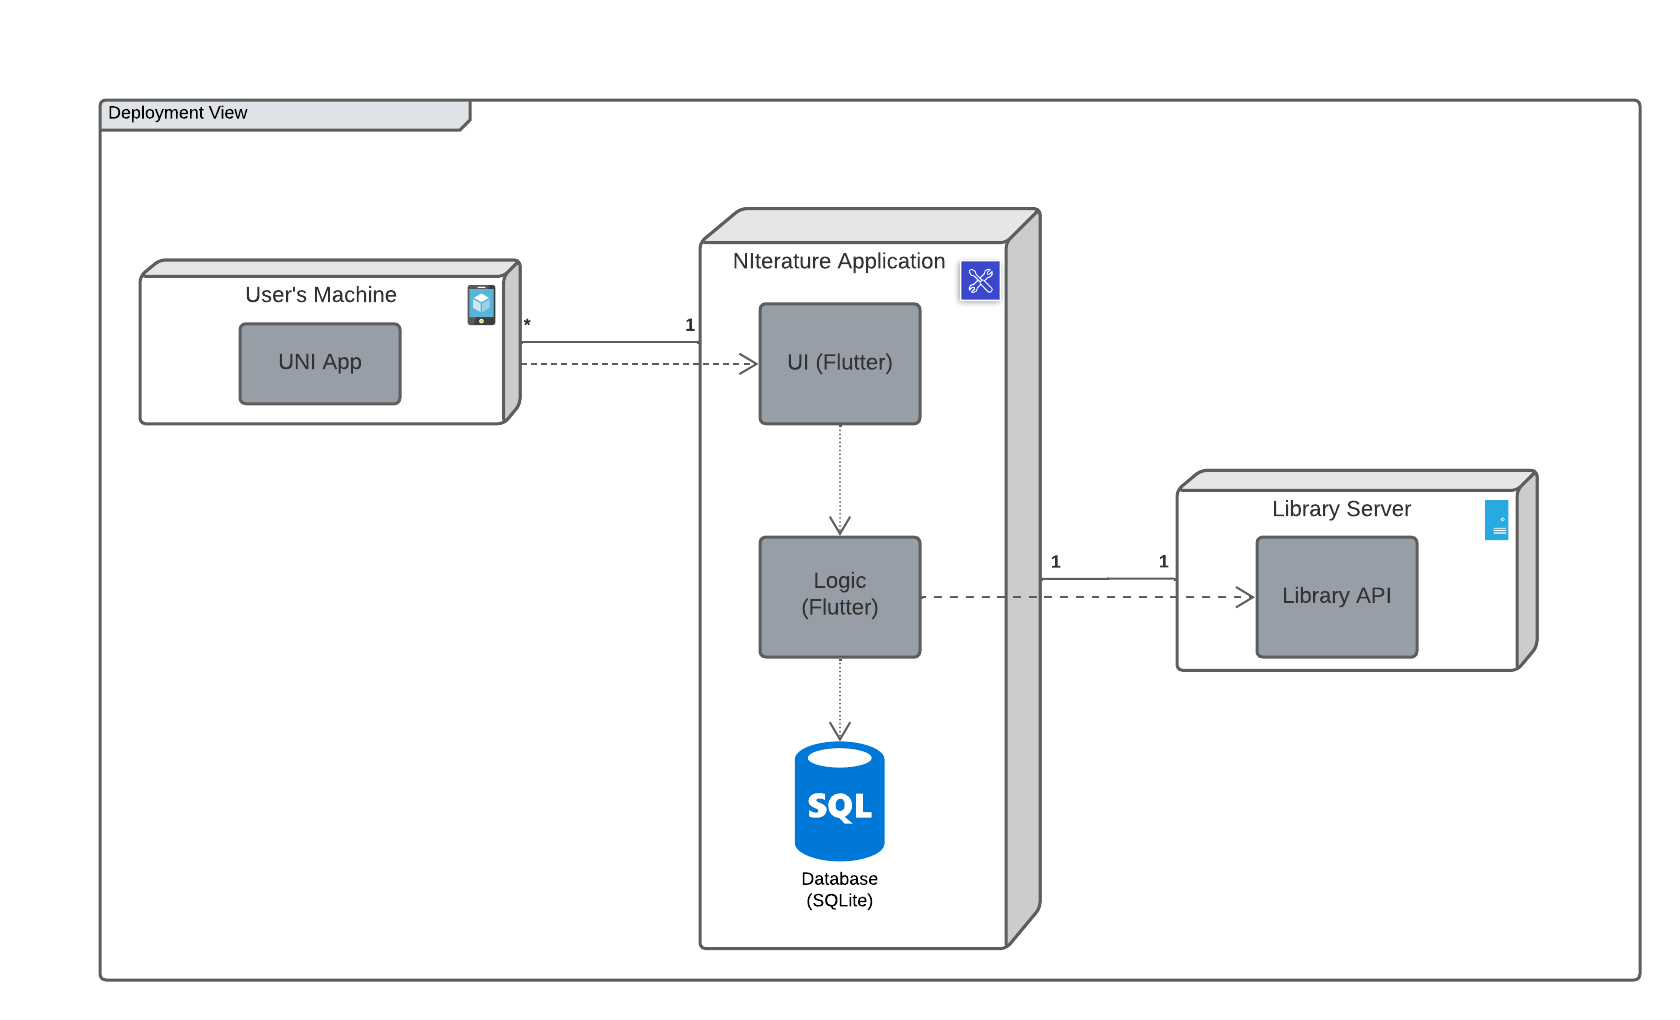 Deployment View
User's Machine
UNI App
*
1
NIterature Application
UI (Flutter)
Logic
(Flutter)
SQL
Database
(SQLite)
1
1
Library Server
Library API